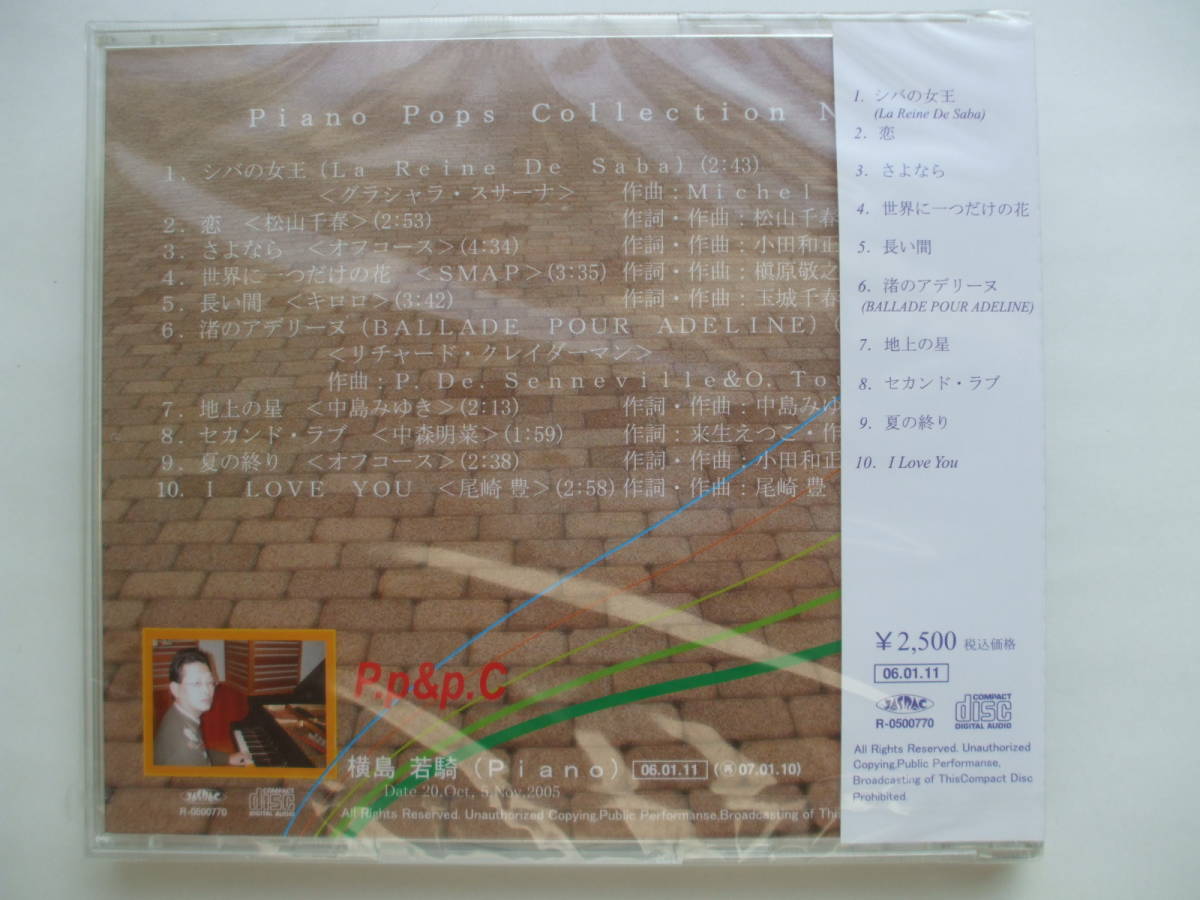 Piano Pops Collection N
1. シバの女王(La Reine De Saba)(2:43)
<グラシャラ・スサーナ> 作曲:Michel
2. 恋 <松山千春>(2:53) 作詞・作曲:松山千春
3. さよなら <オフコース>(4:34) 作詞・作曲:小田和正
4. 世界に一つだけの花 <SMAP>(3:35) 作詞・作曲:槇原敬之
5. 長い間 <キロロ>(3:42) 作詞・作曲:玉城千春
6. 渚のアデリーヌ(BALLADE POUR ADELINE)(
<リチャード・クレイダーマン>
作曲:P. De. Senneville&O. Tou
7. 地上の星 <中島みゆき>(2:13) 作詞・作曲:中島みゆ
8. セカンド・ラブ <中森明菜>(1:59) 作詞:来生えつこ・作
9. 夏の終り <オフコース>(2:38) 作詞・作曲:小田和正
10. I LOVE YOU <尾崎 豊>(2:58) 作詞・作曲:尾崎 豊
P.p&p.C
横島 若騎(Piano) 06.01.11 (Ⓡ07.01.10)
Date 20.Oct, 5.Nov,2005
JASRAC
R-0500770
COMPACT
disc
DIGITAL AUDIO
All Rights Reserved. Unauthorized Copying,Public Performanse,Broadcasting of Thi
1. シバの女王
(La Reine De Saba)
2. 恋
3. さよなら
4. 世界に一つだけの花
5. 長い間
6. 渚のアデリーヌ
(BALLADE POUR ADELINE)
7. 地上の星
8. セカンド・ラブ
9. 夏の終り
10. I Love You
¥2,500 税込価格
06.01.11
JASRAC
R-0500770
COMPACT
disc
DIGITAL AUDIO
All Rights Reserved. Unauthorized
Copying,Public Performanse,
Broadcasting of ThisCompact Disc
Prohibited.